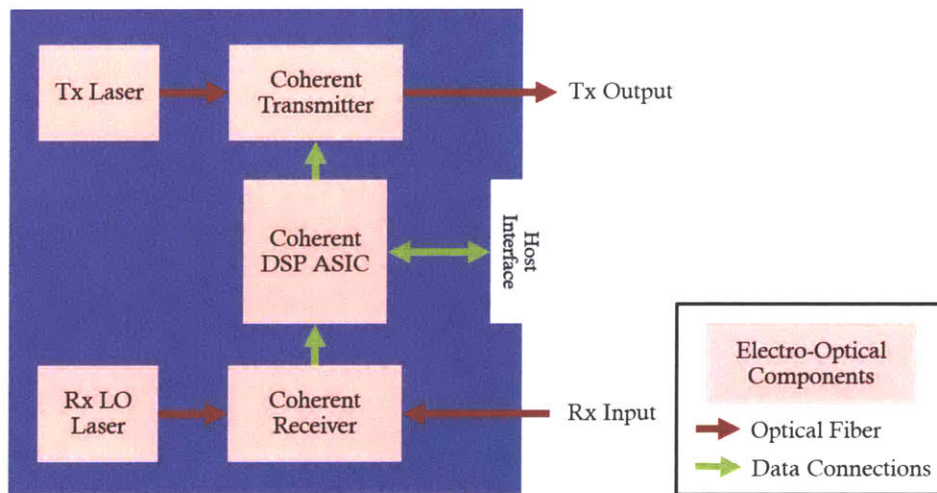 Tx Laser
Coherent
Transmitter
Tx Output
Coherent
DSP ASIC
Host
Interface
Rx LO
Laser
Coherent
Receiver
Rx Input
Electro-Optical
Components
Optical Fiber
Data Connections